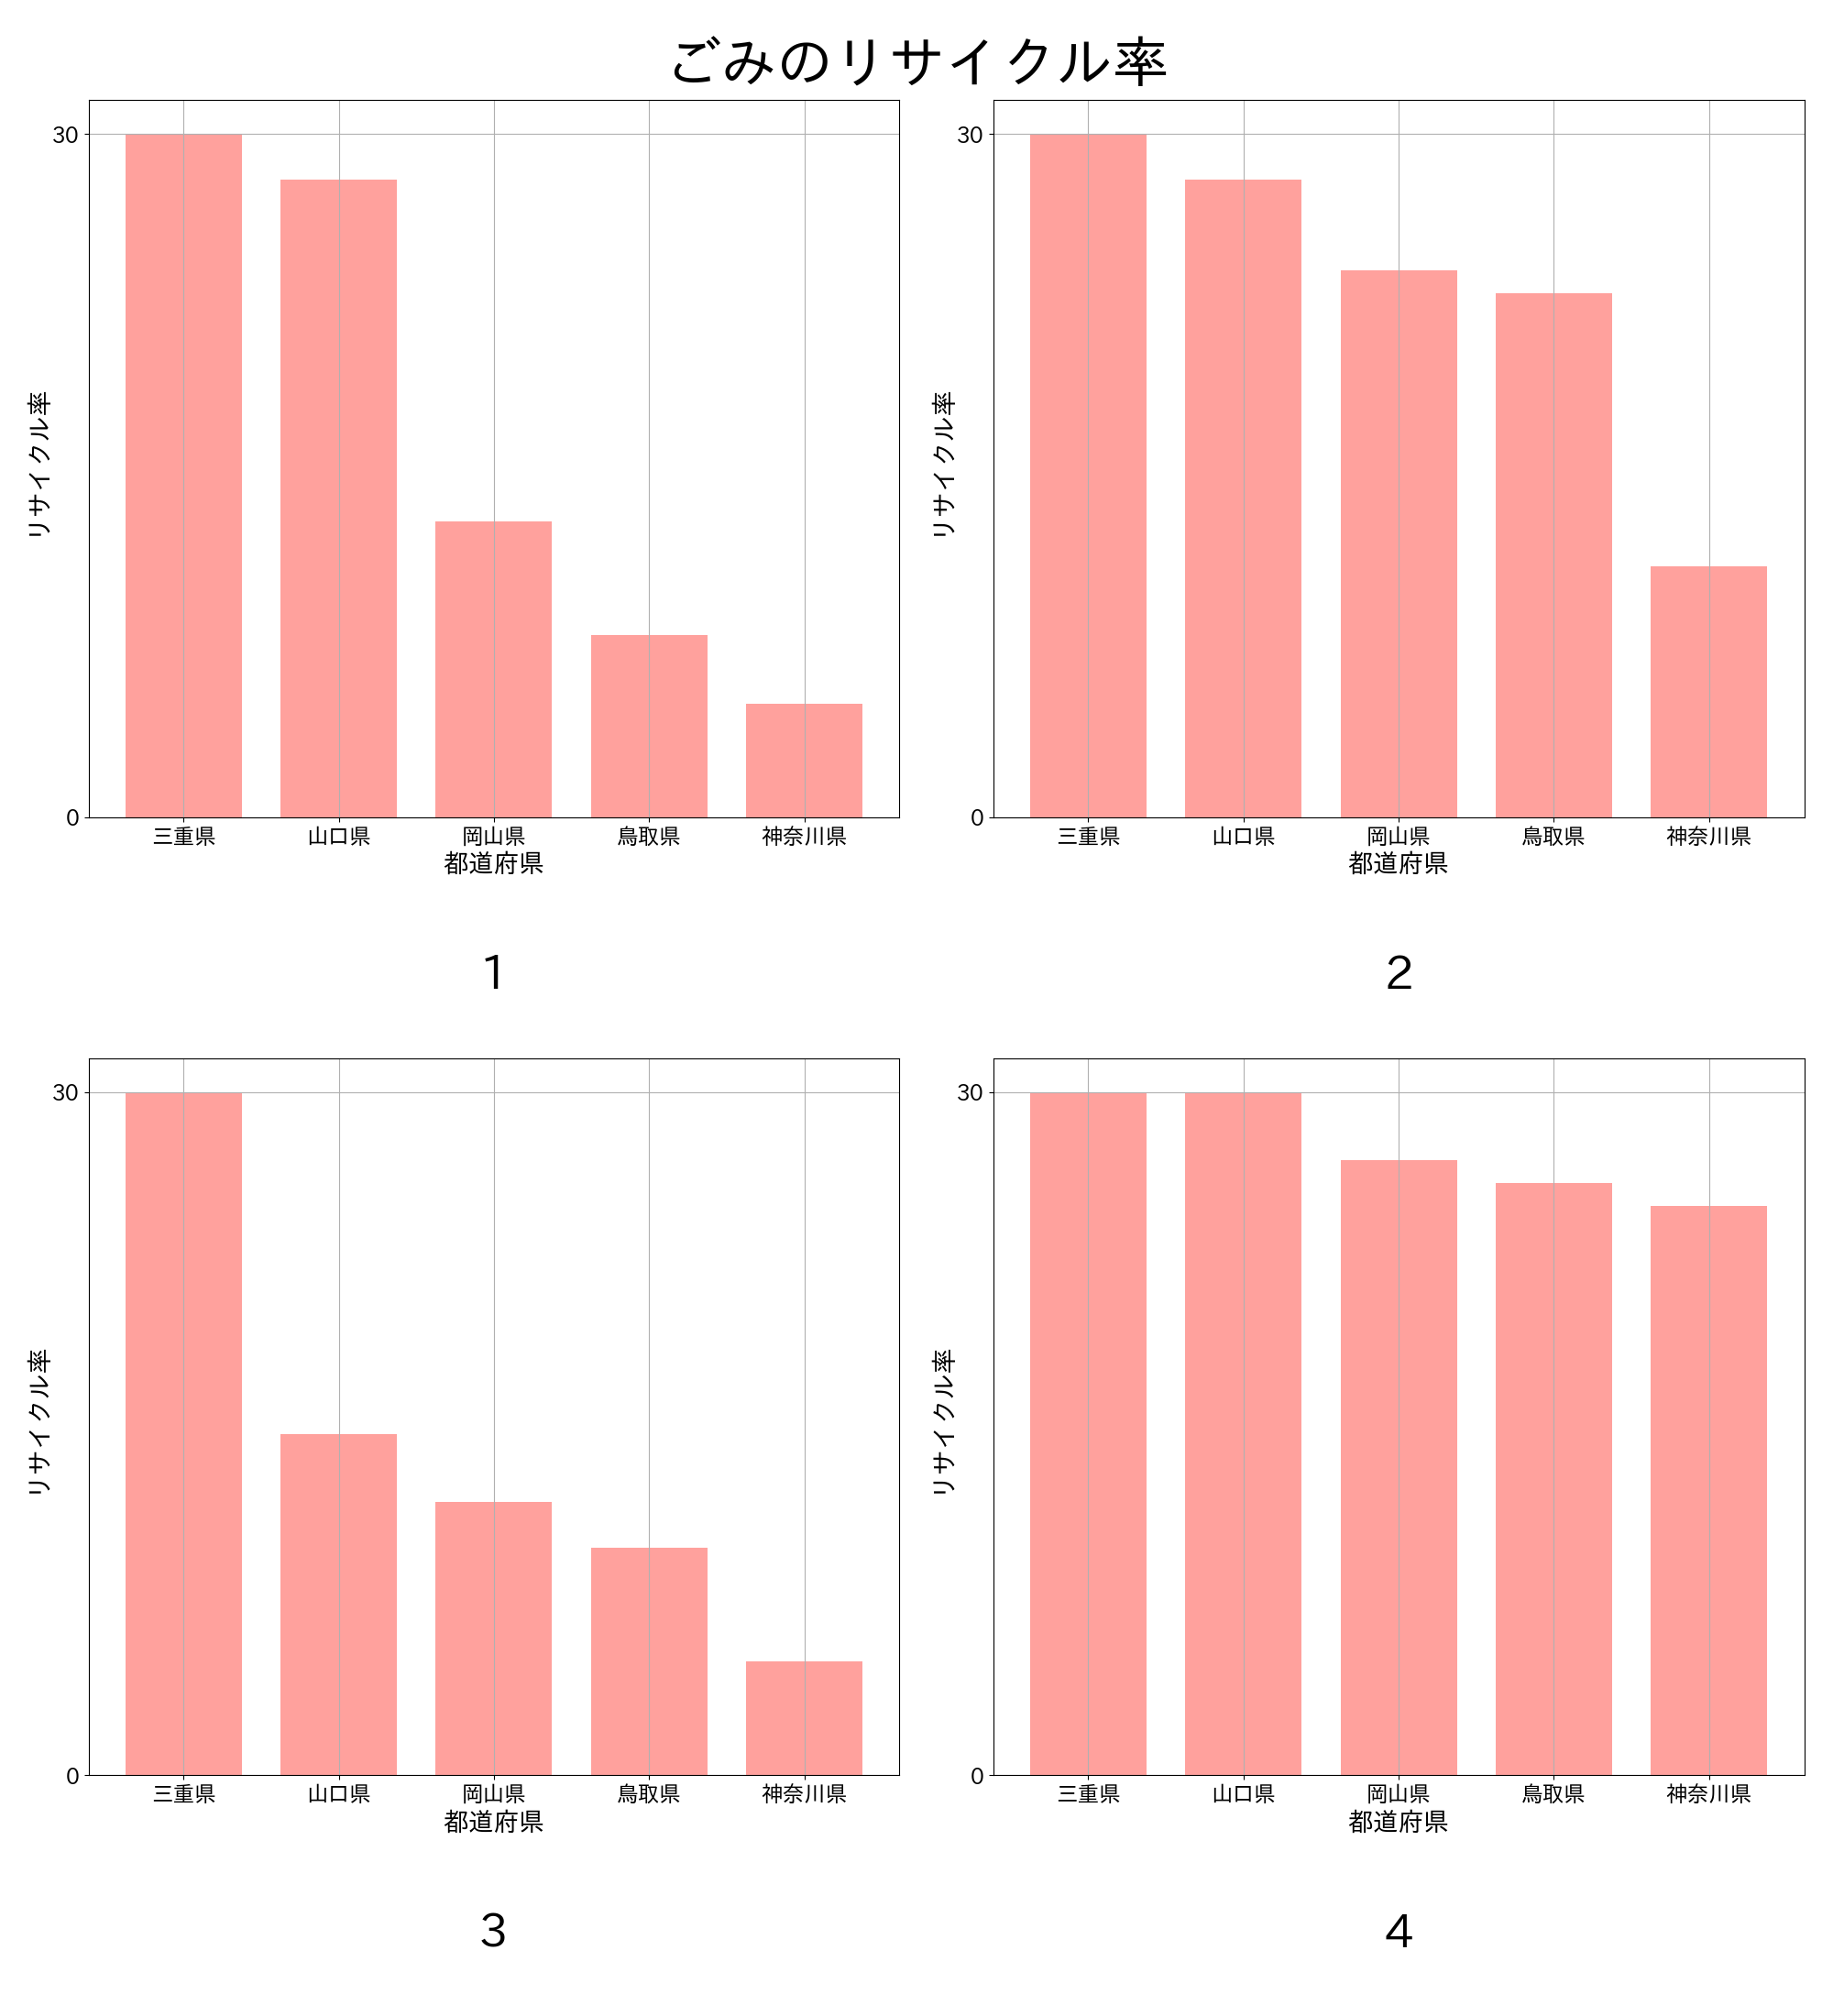 ごみのリサイクル率
30
0
リサイクル率
三重県 山口県 岡山県 鳥取県 神奈川県
都道府県
1
30
0
リサイクル率
三重県 山口県 岡山県 鳥取県 神奈川県
都道府県
2
30
0
リサイクル率
三重県 山口県 岡山県 鳥取県 神奈川県
都道府県
3
30
0
リサイクル率
三重県 山口県 岡山県 鳥取県 神奈川県
都道府県
4